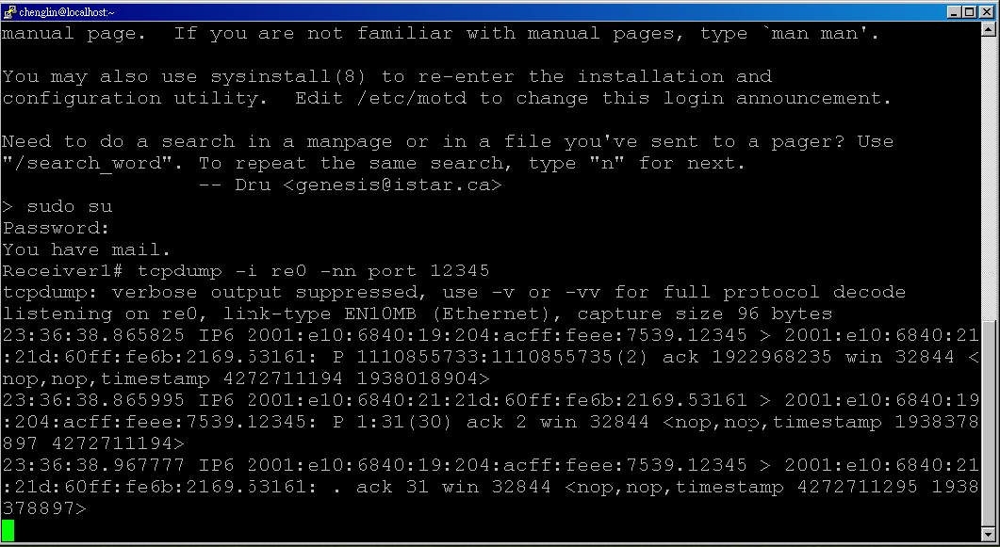 chenglin@localhost:~
manual page.  If you are not familiar with manual pages, type `man man'.
You may also use sysinstall(8) to re-enter the installation and
configuration utility.  Edit /etc/motd to change this login announcement.
Need to do a search in a manpage or in a file you've sent to a pager? Use
"/search_word". To repeat the same search, type "n" for next.
                -- Dru <genesis@istar.ca>
> sudo su
Password:
You have mail.
Receiver1# tcpdump -i re0 -nn port 12345
tcpdump: verbose output suppressed, use -v or -vv for full protocol decode
listening on re0, link-type EN10MB (Ethernet), capture size 96 bytes
23:36:38.865825 IP6 2001:e10:6840:19:204:acff:feee:7539.12345 > 2001:e10:6840:21
:21d:60ff:fe6b:2169.53161: P 1110855733:1110855735(2) ack 1922968235 win 32844 <
nop,nop,timestamp 4272711194 1938018904>
23:36:38.865995 IP6 2001:e10:6840:21:21d:60ff:fe6b:2169.53161 > 2001:e10:6840:19
:204:acff:feee:7539.12345: P 1:31(30) ack 2 win 32844 <nop,nop,timestamp 1938378
897 4272711194>
23:36:38.967777 IP6 2001:e10:6840:19:204:acff:feee:7539.12345 > 2001:e10:6840:21
:21d:60ff:fe6b:2169.53161: . ack 31 win 32844 <nop,nop,timestamp 4272711295 1938
378897>